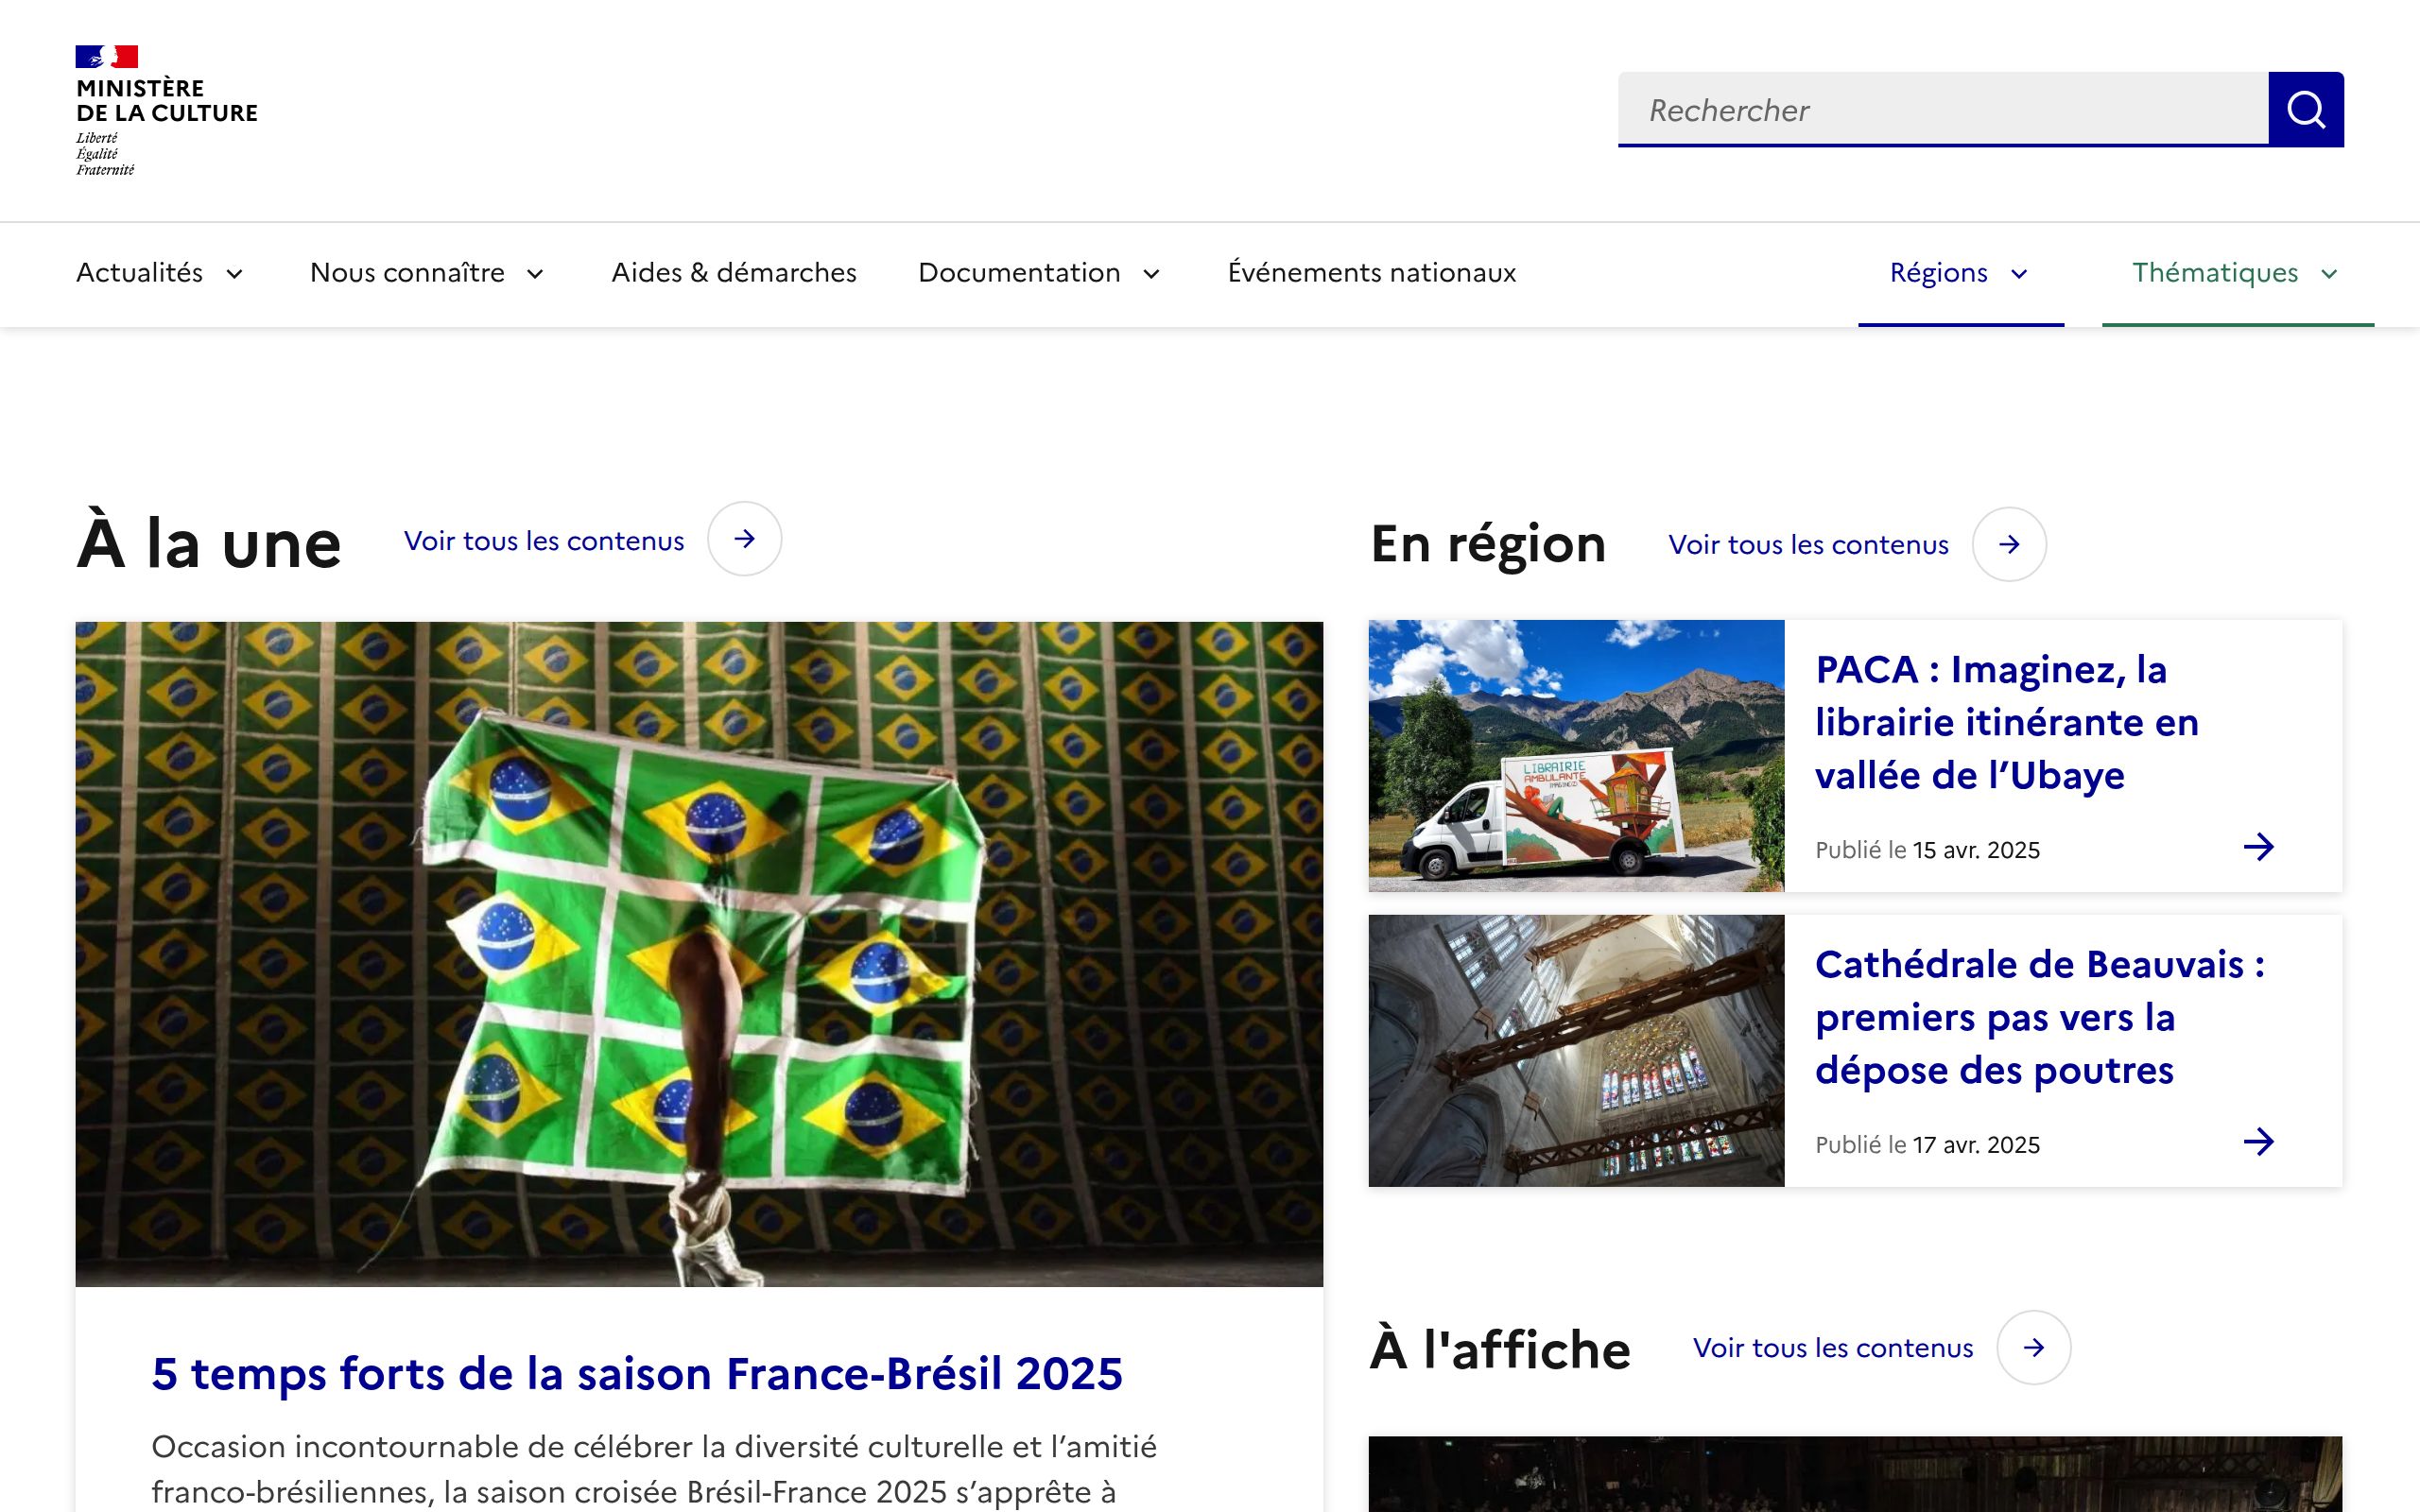 MINISTÈRE
DE LA CULTURE
Liberté
Égalité
Fraternité
Rechercher
Actualités
Nous connaître
Aides & démarches
Documentation
Événements nationaux
Régions
Thématiques
À la une
Voir tous les contenus
5 temps forts de la saison France-Brésil 2025
Occasion incontournable de célébrer la diversité culturelle et l’amitié
franco-brésiliennes, la saison croisée Brésil-France 2025 s’apprête à
En région
Voir tous les contenus
LIBRAIRIE
AMBULANTE
IMAGINEZ
PACA : Imaginez, la
librairie itinérante en
vallée de l’Ubaye
Publié le 15 avr. 2025
Cathédrale de Beauvais :
premiers pas vers la
dépose des poutres
Publié le 17 avr. 2025
À l'affiche
Voir tous les contenus